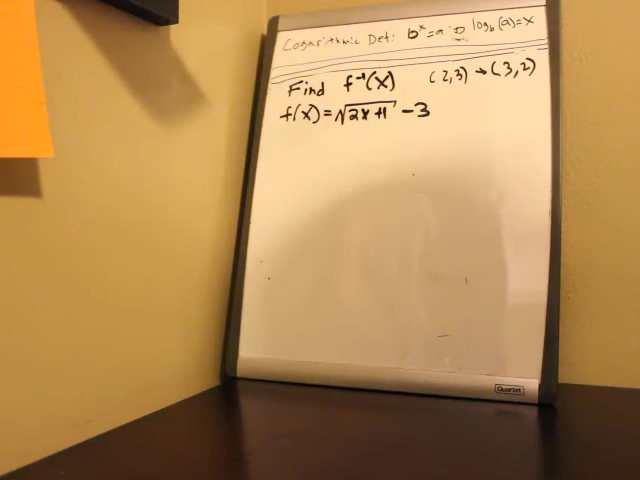 Logarithmic Def: b^x = a ⇔ log_b(a) = x
Find f⁻¹(x) (2,3) → (3,2)
f(x) = √(2x+1) - 3
Quartet